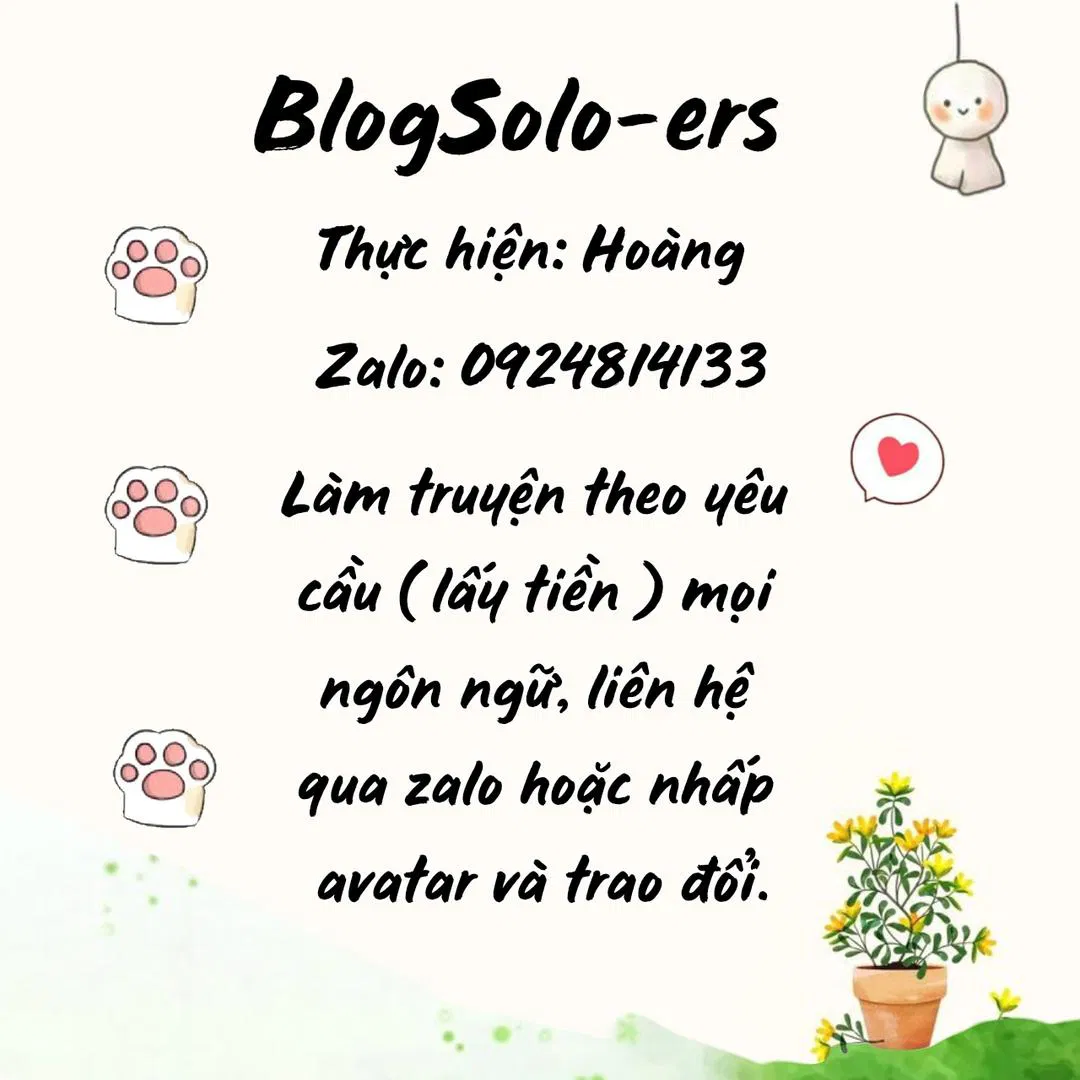 BlogSolo-ers
Thực hiện: Hoàng
Zalo: 0924814133
Làm truyện theo yêu
cầu ( lấy tiền ) mọi
ngôn ngữ, liên hệ
qua zalo hoặc nhấp
avatar và trao đổi.